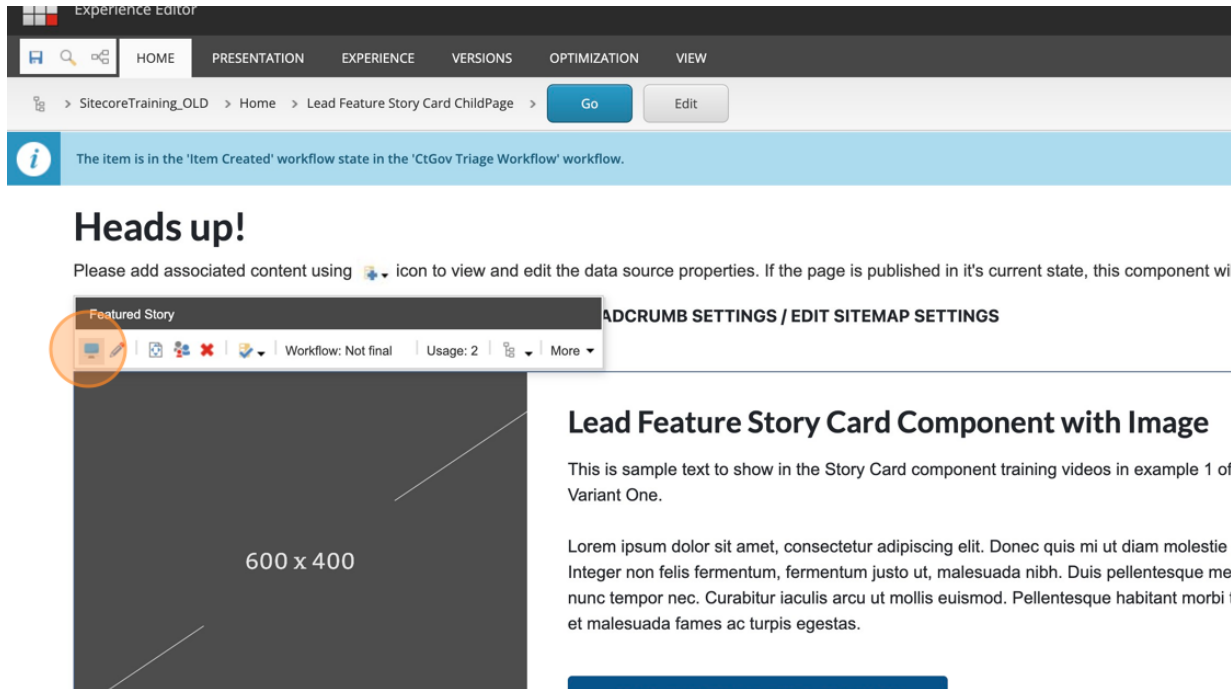 Experience Editor
HOME PRESENTATION EXPERIENCE VERSIONS OPTIMIZATION VIEW
> SitecoreTraining_OLD > Home > Lead Feature Story Card ChildPage > Go Edit
i The item is in the 'Item Created' workflow state in the 'CtGov Triage Workflow' workflow.
Heads up!
Please add associated content using icon to view and edit the data source properties. If the page is published in it's current state, this component
Featured Story
ADCRUMB SETTINGS / EDIT SITEMAP SETTINGS
Workflow: Not final Usage: 2 More
Lead Feature Story Card Component with Image
This is sample text to show in the Story Card component training videos in example 1 of
Variant One.
600 x 400
Lorem ipsum dolor sit amet, consectetur adipiscing elit. Donec quis mi ut diam molestie
Integer non felis fermentum, fermentum justo ut, malesuada nibh. Duis pellentesque
nunc tempor nec. Curabitur iaculis arcu ut mollis euismod. Pellentesque habitant morbi
et malesuada fames ac turpis egestas.